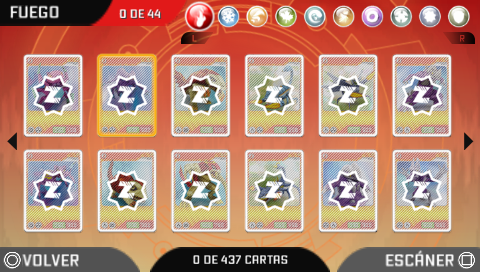 FUEGO
0 DE 44
L
R
VOLVER
0 DE 437 CARTAS
ESCÁNER